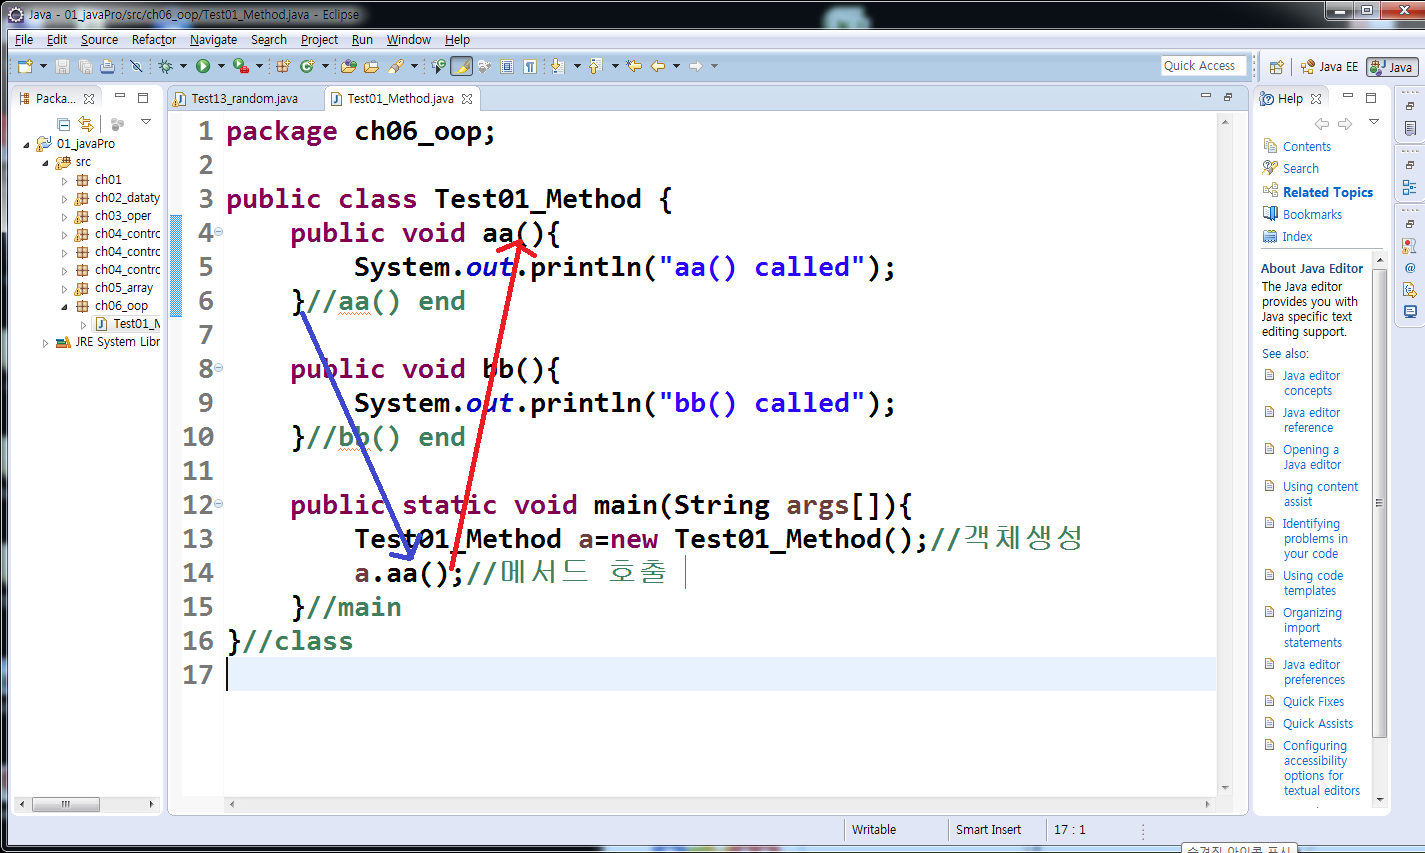 Java - 01_javaPro/src/ch06_oop/Test01_Method.java - Eclipse
File Edit Source Refactor Navigate Search Project Run Window Help
Quick Access
Java EE
Java
Packa...
01_javaPro
src
ch01
ch02_dataty
ch03_oper
ch04_contrc
ch04_contrc
ch04_contrc
ch05_array
ch06_oop
Test01_M
JRE System Libr
Test13_random.java
Test01_Method.java
1 package ch06_oop;
2
3 public class Test01_Method {
4 public void aa(){
5 System.out.println("aa() called");
6 }//aa() end
7
8 public void bb(){
9 System.out.println("bb() called");
10 }//bb() end
11
12 public static void main(String args[]){
13 Test01_Method a=new Test01_Method();//객체생성
14 a.aa();//메서드 호출
15 }//main
16 }//class
17
Help
Contents
Search
Related Topics
Bookmarks
Index
About Java Editor
The Java editor
provides you with
Java specific text
editing support.
See also:
Java editor
concepts
Java editor
reference
Opening a
Java editor
Using content
assist
Identifying
problems in
your code
Using code
templates
Organizing
import
statements
Java editor
preferences
Quick Fixes
Quick Assists
Configuring
accessibility
options for
textual editors
Writable
Smart Insert
17 : 1